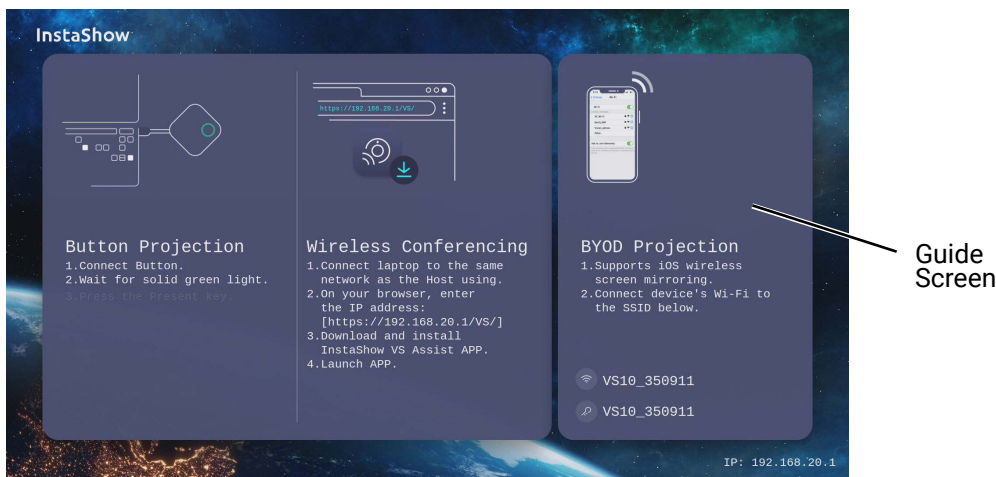 InstaShow
https://192.168.20.1/VS/
Button Projection
1.Connect Button.
2.Wait for solid green light.
3.Press the Present key.
Wireless Conferencing
1.Connect laptop to the same
network as the Host using.
2.On your browser, enter
the IP address:
[https://192.168.20.1/VS/]
3.Download and install
InstaShow VS Assist APP.
4.Launch APP.
BYOD Projection
1.Supports iOS wireless
screen mirroring.
2.Connect device's Wi-Fi to
the SSID below.
VS10_350911
VS10_350911
IP: 192.168.20.1
Guide
Screen